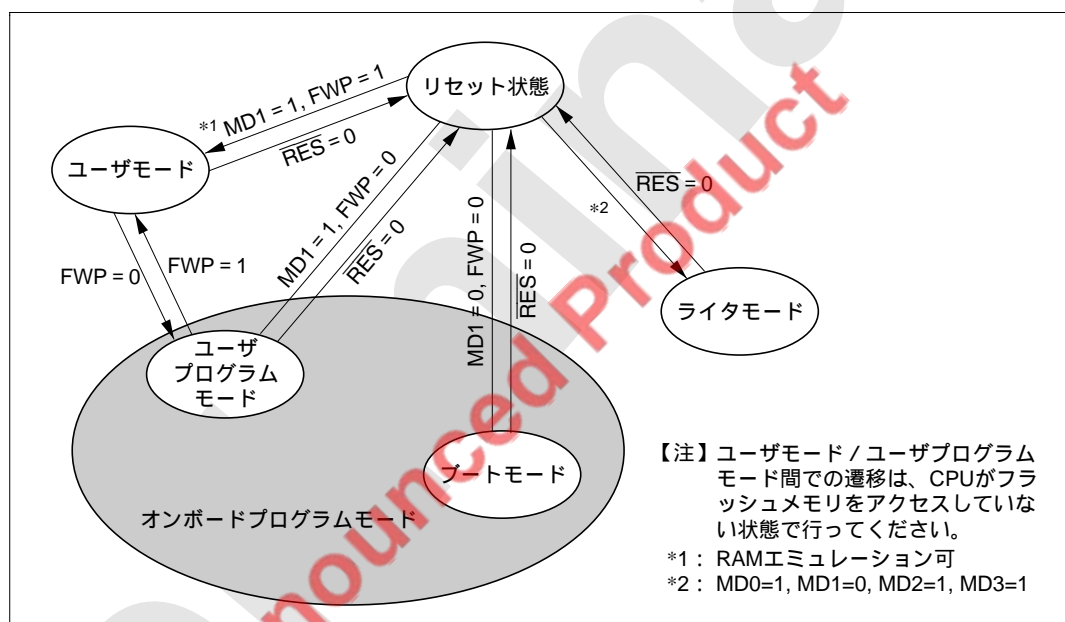 リセット状態
*1 MD1 = 1, FWP = 1
R̅E̅S̅ = 0
ユーザモード
MD1 = 1, FWP = 0
R̅E̅S̅ = 0
MD1 = 0, FWP = 0
R̅E̅S̅ = 0
*2
R̅E̅S̅ = 0
FWP = 0
FWP = 1
ライタモード
ユーザ
プログラム
モード
ブートモード
オンボードプログラムモード
【注】ユーザモード / ユーザプログラム
モード間での遷移は、CPUがフラ
ッシュメモリをアクセスしていな
い状態で行ってください。
*1 : RAMエミュレーション可
*2 : MD0=1, MD1=0, MD2=1, MD3=1
nounced Product